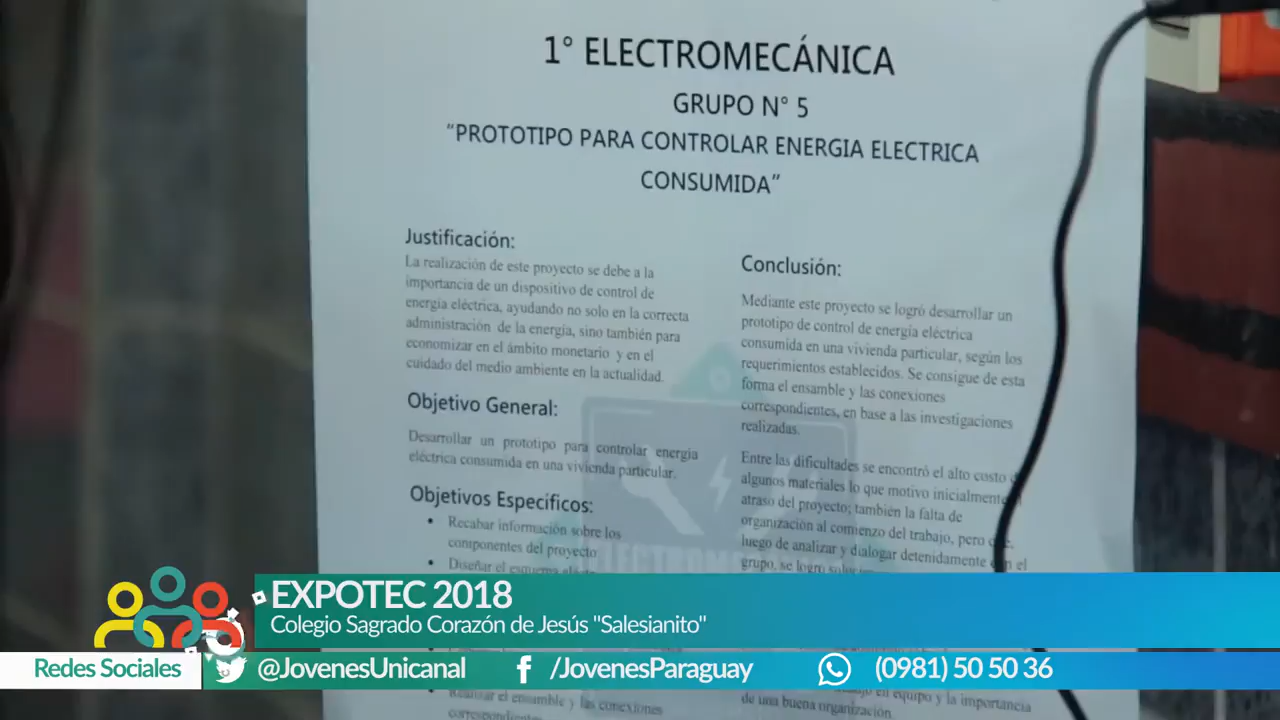 1° ELECTROMECÁNICA
GRUPO N° 5
“PROTOTIPO PARA CONTROLAR ENERGIA ELECTRICA
CONSUMIDA”
Justificación:
La realización de este proyecto se debe a la
importancia de un dispositivo de control de
energía eléctrica, ayudando no solo en la correcta
administración de la energía, sino también para
economizar en el ámbito monetario y en el
cuidado del medio ambiente en la actualidad.
Objetivo General:
Desarrollar un prototipo para controlar energia
eléctrica consumida en una vivienda particular.
Objetivos Específicos:
• Recabar información sobre los
componentes del proyecto
• Diseñar el esquema
Realizar el ensamble y las conexiones
Conclusión:
Mediante este proyecto se logró desarrollar un
prototipo de control de energía eléctrica
consumida en una vivienda particular, según los
requerimientos establecidos. Se consigue de esta
forma el ensamble y las conexiones
correspondientes, en base a las investigaciones
realizadas.
Entre las dificultades se encontró el alto costo
algunos materiales lo que motivo inicialmente
atraso del proyecto; también la falta de
organización al comienzo del trabajo, pero
luego de analizar y dialogar detenidamente el
grupo, se logro
en equipo y la importancia
de una buena organización
EXPOTEC 2018
Colegio Sagrado Corazón de Jesús "Salesianito"
Redes Sociales @JovenesUnicanal /JovenesParaguay (0981) 50 50 36